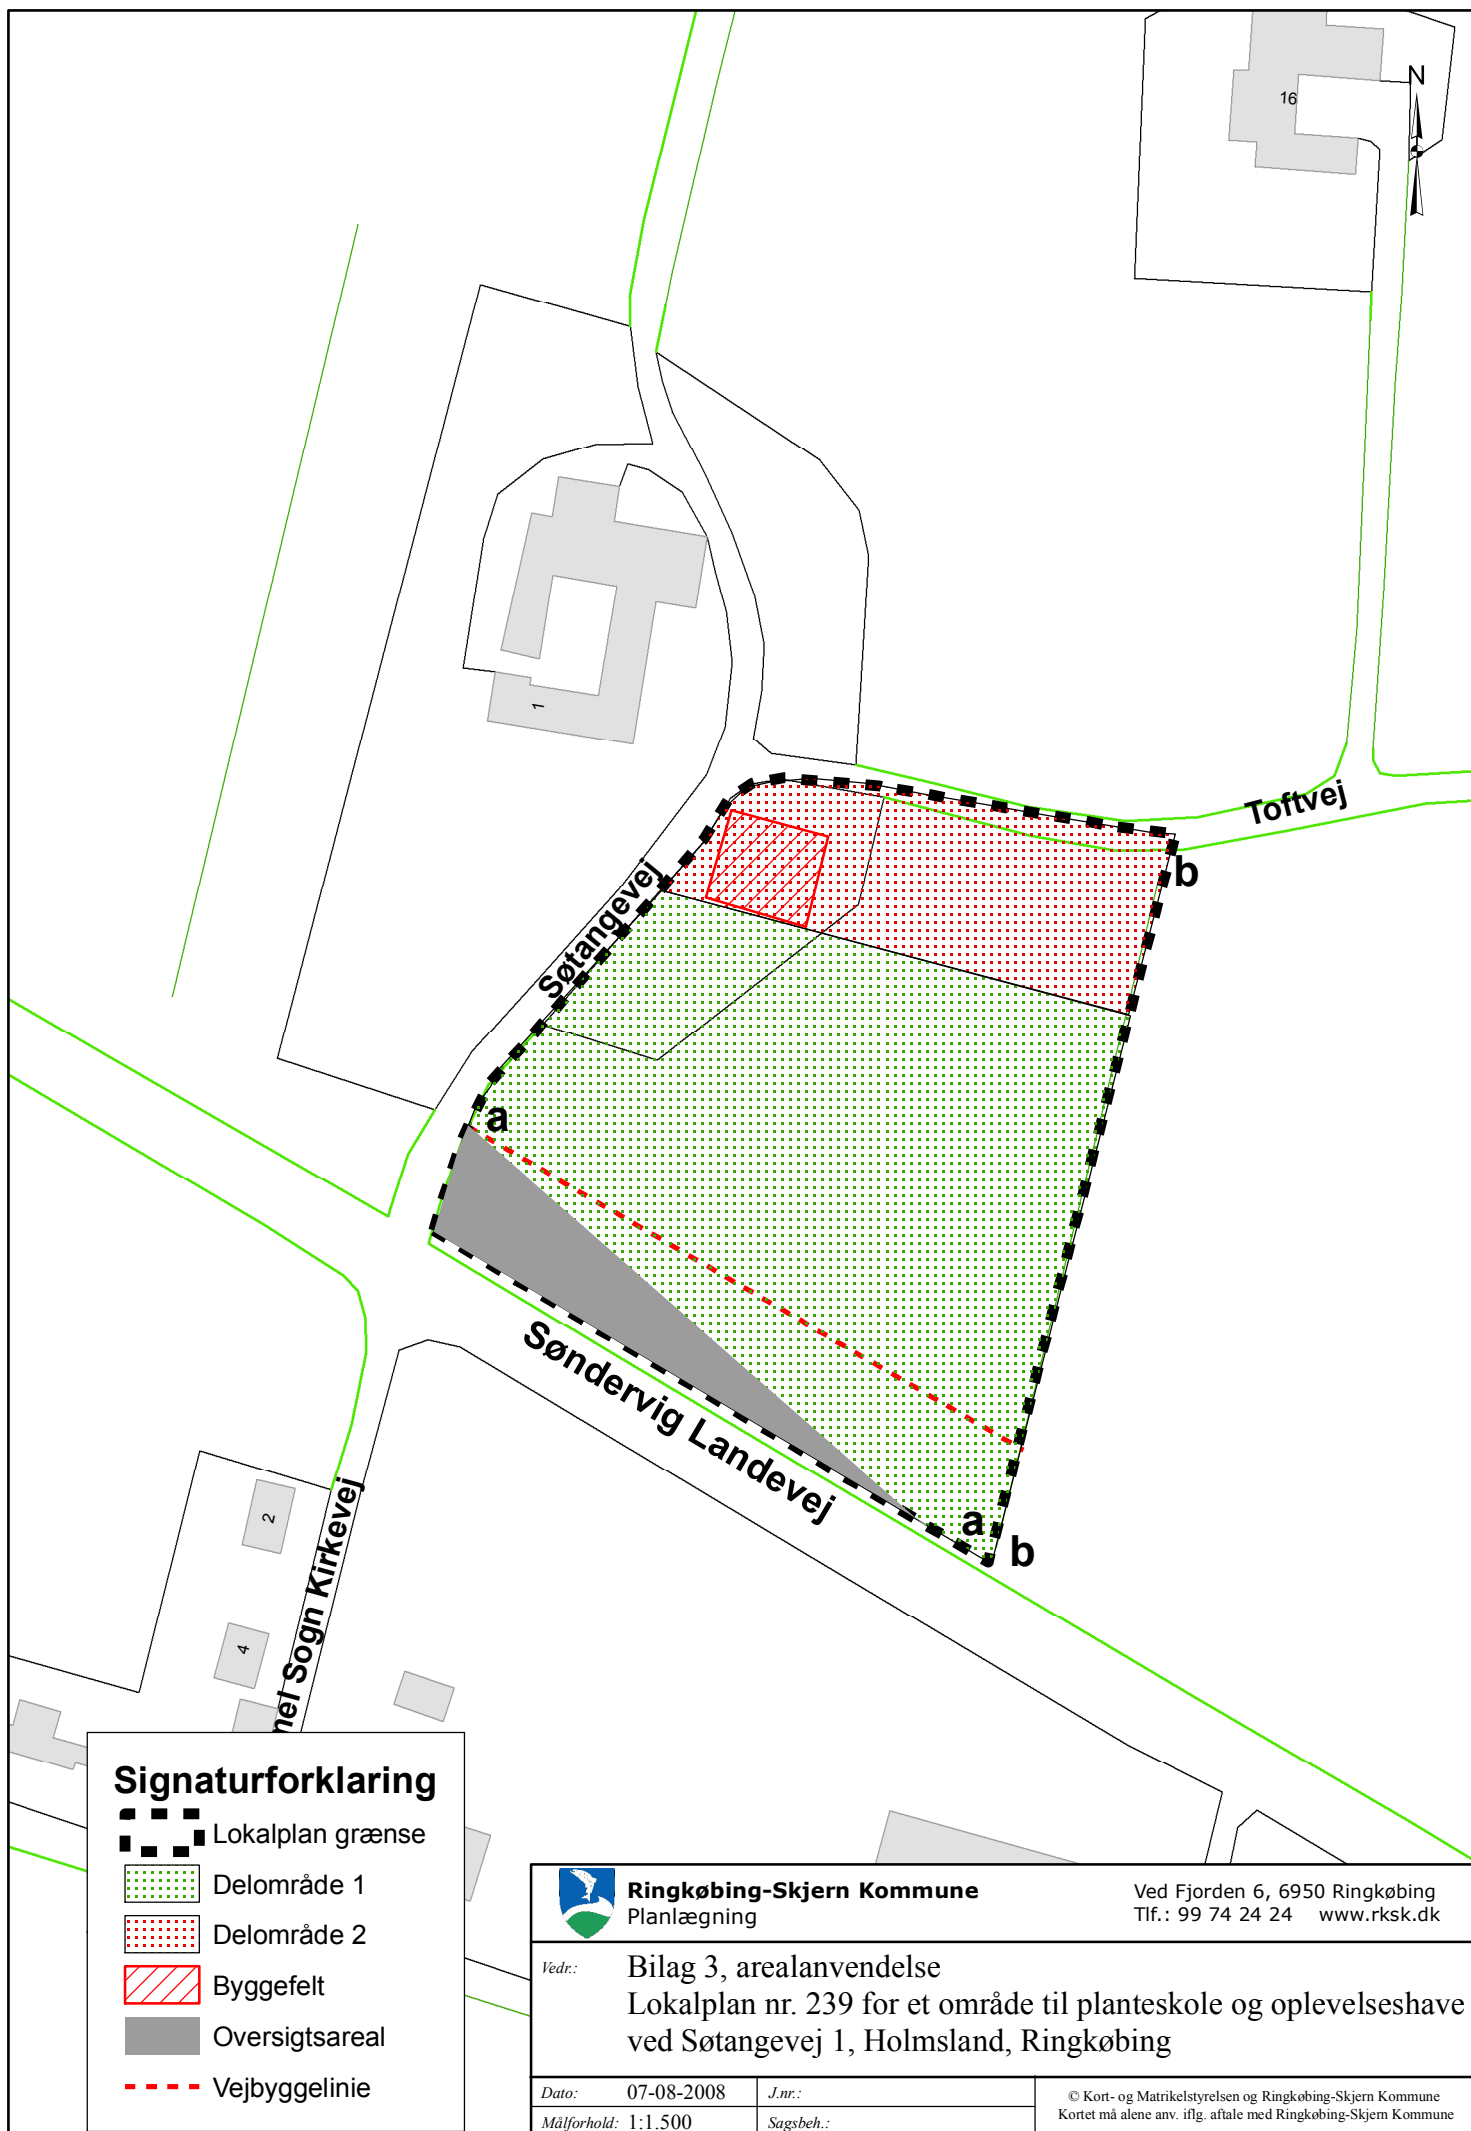 N
16
1
Toftvej
b
Søtangevej
a
Søndervig Landevej
a
b
2
4
Sogn Kirkevej
Signaturforklaring
Lokalplan grænse
Delområde 1
Delområde 2
Byggefelt
Oversigtsareal
Vejbyggelinie
Ringkøbing-Skjern Kommune
Planlægning
Ved Fjorden 6, 6950 Ringkøbing
Tlf.: 99 74 24 24 www.rksk.dk
Vedr.: Bilag 3, arealanvendelse
Lokalplan nr. 239 for et område til planteskole og oplevelseshave
ved Søtangevej 1, Holmsland, Ringkøbing
Dato: 07-08-2008
J.nr.:
Målforhold: 1:1.500
Sagsbeh.:
© Kort- og Matrikelstyrelsen og Ringkøbing-Skjern Kommune
Kortet må alene anv. iflg. aftale med Ringkøbing-Skjern Kommune